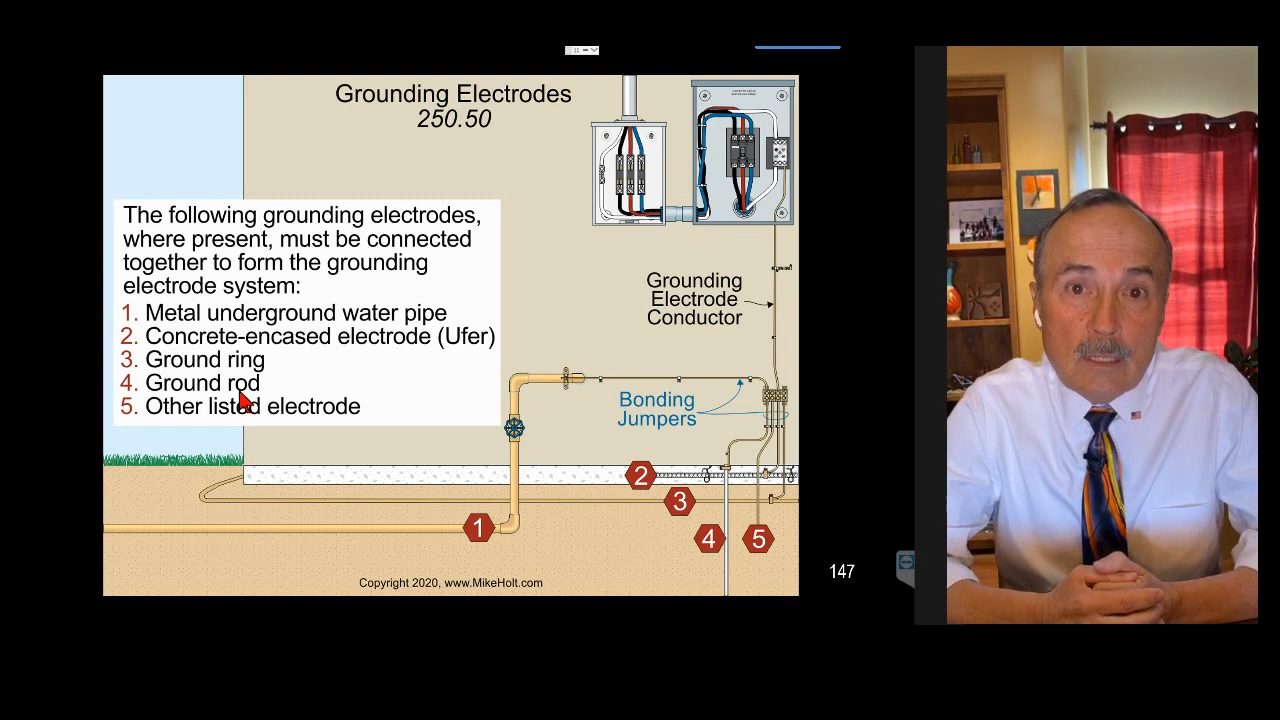 Grounding Electrodes
250.50
The following grounding electrodes,
where present, must be connected
together to form the grounding
electrode system:
1. Metal underground water pipe
2. Concrete-encased electrode (Ufer)
3. Ground ring
4. Ground rod
5. Other listed electrode
Grounding
Electrode
Conductor
Bonding
Jumpers
2
3
1
4
5
Copyright 2020, www.MikeHolt.com
147